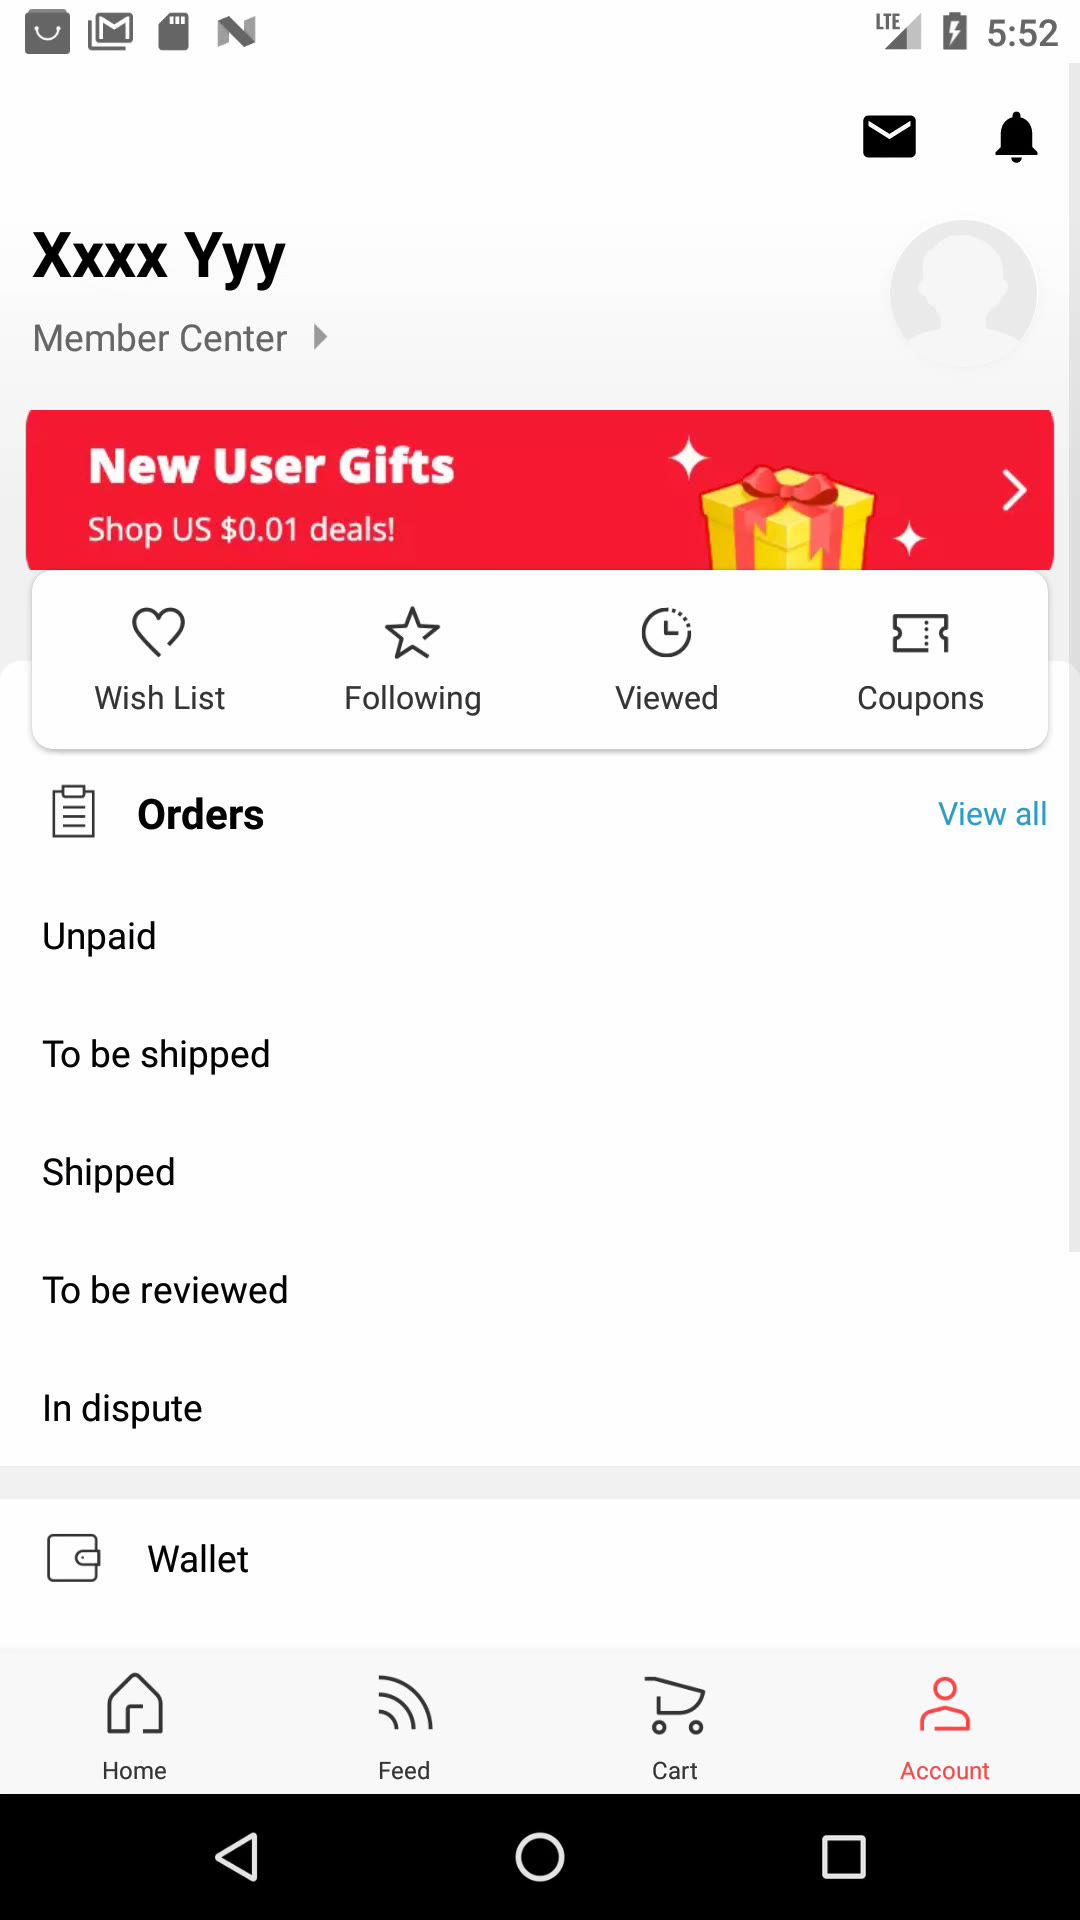 LTE 5:52
Xxxx Yyy
Member Center
New User Gifts
Shop US $0.01 deals!
Wish List Following Viewed Coupons
Orders View all
Unpaid
To be shipped
Shipped
To be reviewed
In dispute
Wallet
Home Feed Cart Account